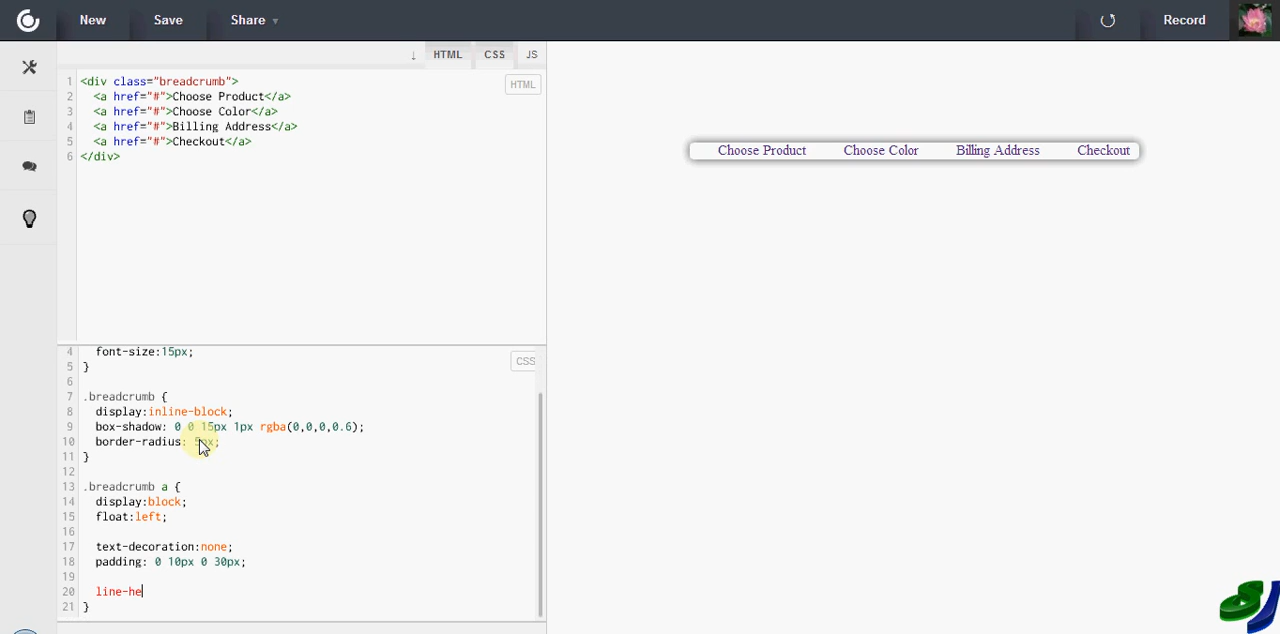 New Save Share Record
HTML CSS JS
HTML
1 <div class="breadcrumb">
2 <a href="#">Choose Product</a>
3 <a href="#">Choose Color</a>
4 <a href="#">Billing Address</a>
5 <a href="#">Checkout</a>
6 </div>
Choose Product Choose Color Billing Address Checkout
CSS
4 font-size:15px;
5 }
6
7 .breadcrumb {
8 display:inline-block;
9 box-shadow: 0 0 15px 1px rgba(0,0,0,0.6);
10 border-radius: 5px;
11 }
12
13 .breadcrumb a {
14 display:block;
15 float:left;
16
17 text-decoration:none;
18 padding: 0 10px 0 30px;
19
20 line-he
21 }